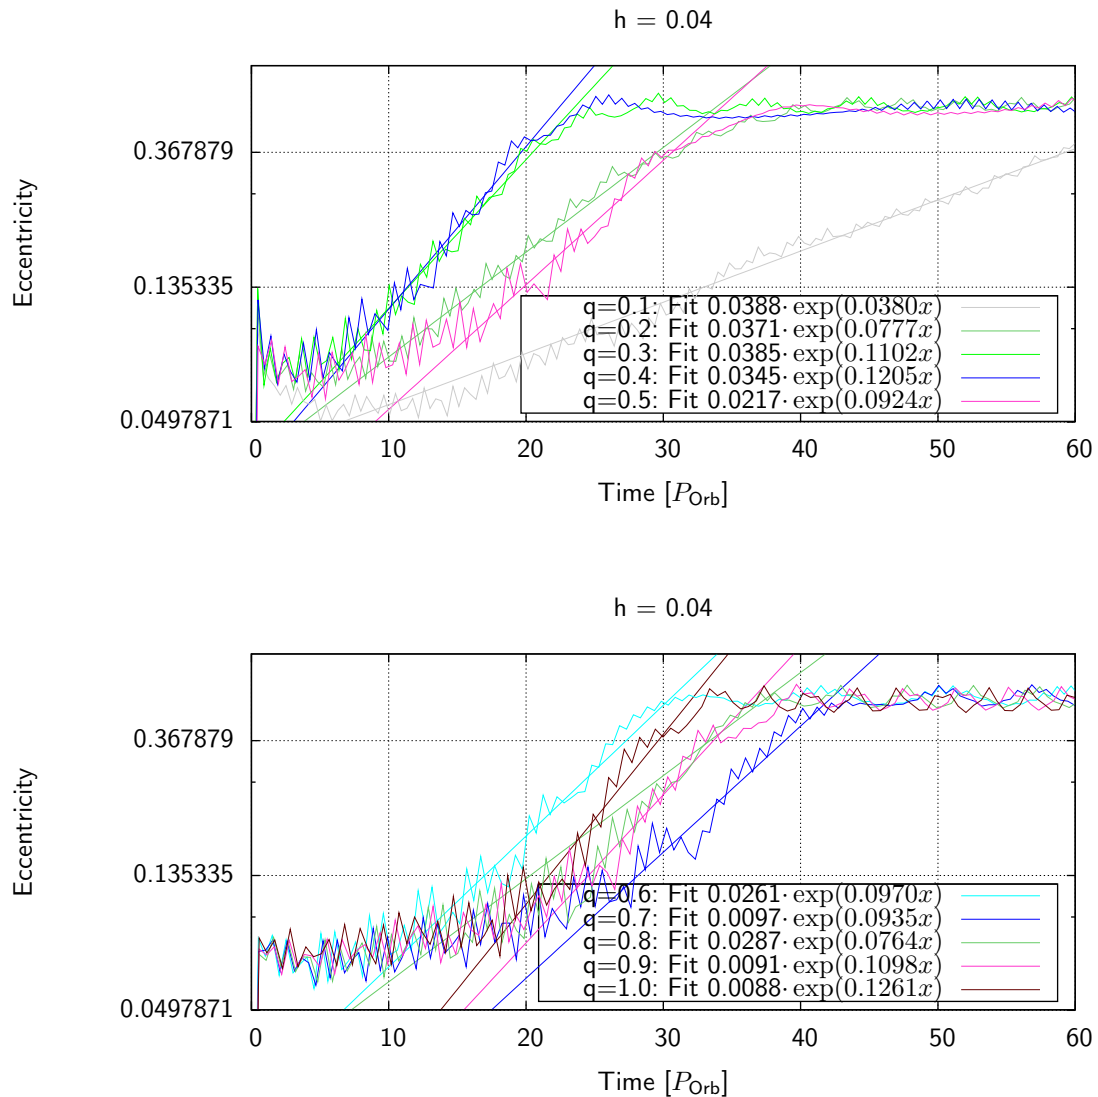 h = 0.04
Eccentricity
0.367879
0.135335
0.0497871
q=0.1: Fit 0.0388· exp(0.0380x)
q=0.2: Fit 0.0371· exp(0.0777x)
q=0.3: Fit 0.0385· exp(0.1102x)
q=0.4: Fit 0.0345· exp(0.1205x)
q=0.5: Fit 0.0217· exp(0.0924x)
0 10 20 30 40 50 60
Time [P_Orb]
h = 0.04
Eccentricity
0.367879
0.135335
0.0497871
q=0.6: Fit 0.0261· exp(0.0970x)
q=0.7: Fit 0.0097· exp(0.0935x)
q=0.8: Fit 0.0287· exp(0.0764x)
q=0.9: Fit 0.0091· exp(0.1098x)
q=1.0: Fit 0.0088· exp(0.1261x)
0 10 20 30 40 50 60
Time [P_Orb]